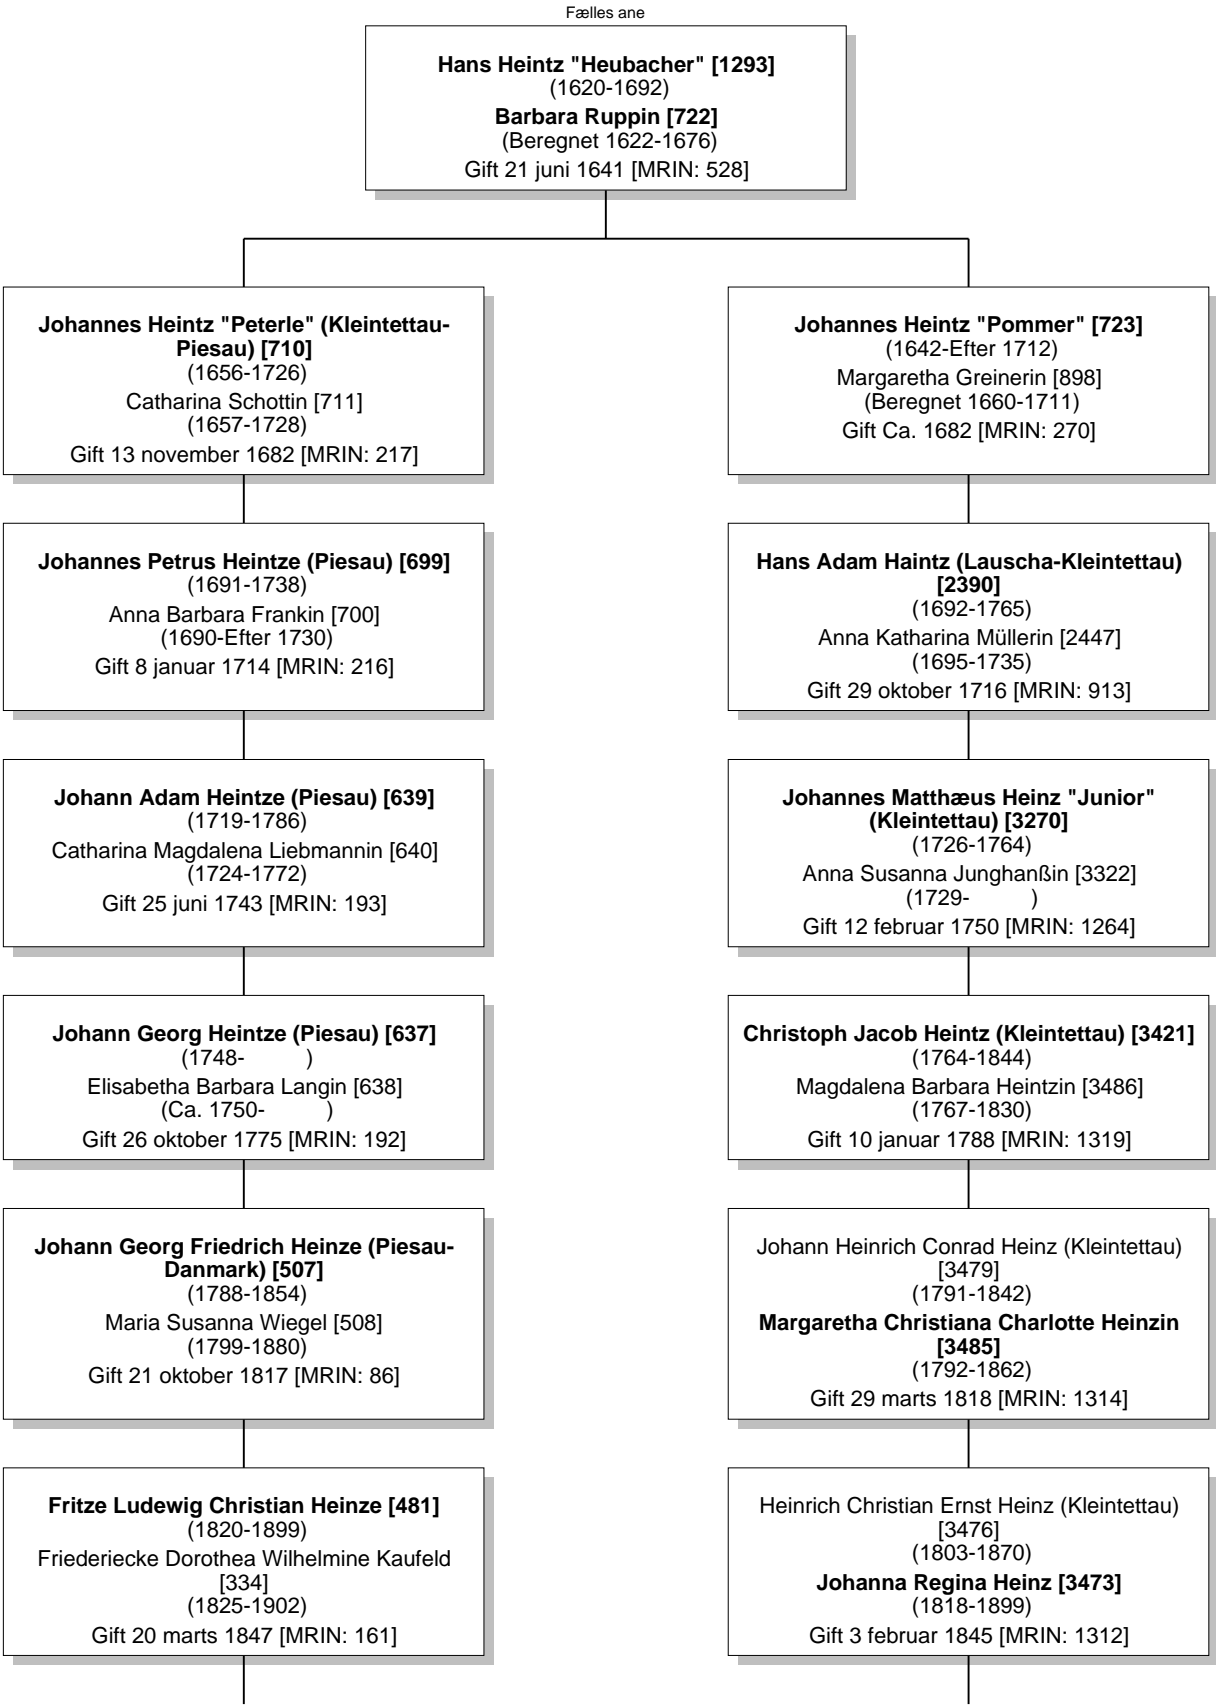 Fælles ane
Hans Heintz "Heubacher" [1293]
(1620-1692)
Barbara Ruppin [722]
(Beregnet 1622-1676)
Gift 21 juni 1641 [MRIN: 528]
Johannes Heintz "Peterle" (Kleintettau-
Piesau) [710]
(1656-1726)
Catharina Schottin [711]
(1657-1728)
Gift 13 november 1682 [MRIN: 217]
Johannes Petrus Heintze (Piesau) [699]
(1691-1738)
Anna Barbara Frankin [700]
(1690-Efter 1730)
Gift 8 januar 1714 [MRIN: 216]
Johann Adam Heintze (Piesau) [639]
(1719-1786)
Catharina Magdalena Liebmannin [640]
(1724-1772)
Gift 25 juni 1743 [MRIN: 193]
Johann Georg Heintze (Piesau) [637]
(1748-          )
Elisabetha Barbara Langin [638]
(Ca. 1750-          )
Gift 26 oktober 1775 [MRIN: 192]
Johann Georg Friedrich Heinze (Piesau-
Danmark) [507]
(1788-1854)
Maria Susanna Wiegel [508]
(1799-1880)
Gift 21 oktober 1817 [MRIN: 86]
Fritze Ludewig Christian Heinze [481]
(1820-1899)
Friederiecke Dorothea Wilhelmine Kaufeld
[334]
(1825-1902)
Gift 20 marts 1847 [MRIN: 161]
Johannes Heintz "Pommer" [723]
(1642-Efter 1712)
Margaretha Greinerin [898]
(Beregnet 1660-1711)
Gift Ca. 1682 [MRIN: 270]
Hans Adam Haintz (Lauscha-Kleintettau)
[2390]
(1692-1765)
Anna Katharina Müllerin [2447]
(1695-1735)
Gift 29 oktober 1716 [MRIN: 913]
Johannes Matthæus Heinz "Junior"
(Kleintettau) [3270]
(1726-1764)
Anna Susanna Junghanßin [3322]
(1729-          )
Gift 12 februar 1750 [MRIN: 1264]
Christoph Jacob Heintz (Kleintettau) [3421]
(1764-1844)
Magdalena Barbara Heintzin [3486]
(1767-1830)
Gift 10 januar 1788 [MRIN: 1319]
Johann Heinrich Conrad Heinz (Kleintettau)
[3479]
(1791-1842)
Margaretha Christiana Charlotte Heinzin
[3485]
(1792-1862)
Gift 29 marts 1818 [MRIN: 1314]
Heinrich Christian Ernst Heinz (Kleintettau)
[3476]
(1803-1870)
Johanna Regina Heinz [3473]
(1818-1899)
Gift 3 februar 1845 [MRIN: 1312]